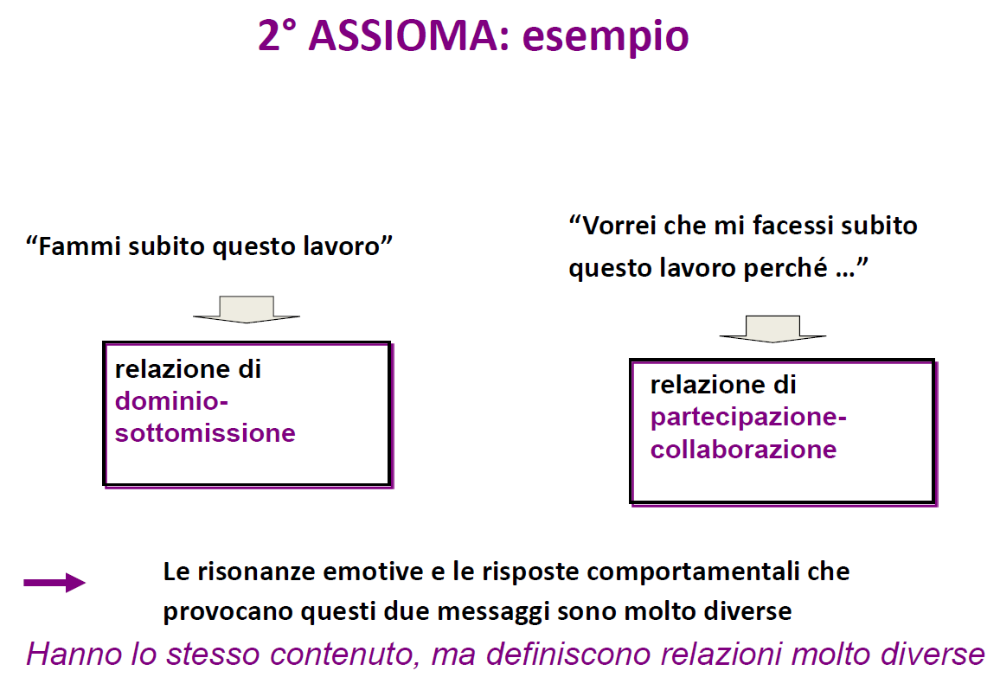 2° ASSIOMA: esempio
“Fammi subito questo lavoro”
“Vorrei che mi facessi subito
questo lavoro perché ...”
relazione di
dominio-
sottomissione
relazione di
partecipazione-
collaborazione
Le risonanze emotive e le risposte comportamentali che
provocano questi due messaggi sono molto diverse
Hanno lo stesso contenuto, ma definiscono relazioni molto diverse